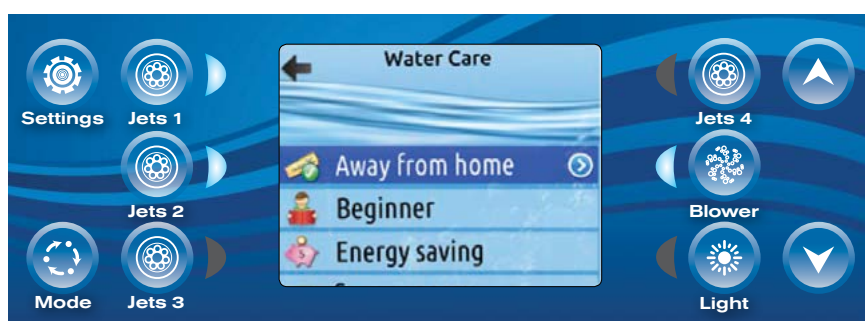 Water Care
Settings
Jets 1
Jets 4
Away from home
Beginner
Energy saving
Jets 2
Blower
Mode
Jets 3
Light